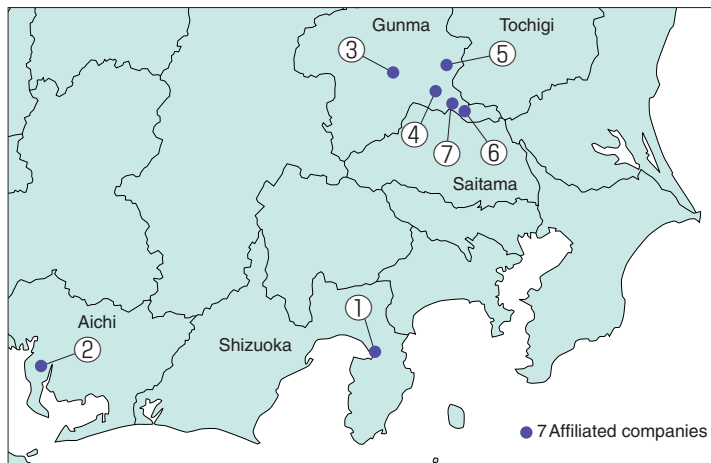 Gunma
Tochigi
③
⑤
④
⑦
⑥
Saitama
①
Aichi
②
Shizuoka
7 Affiliated companies